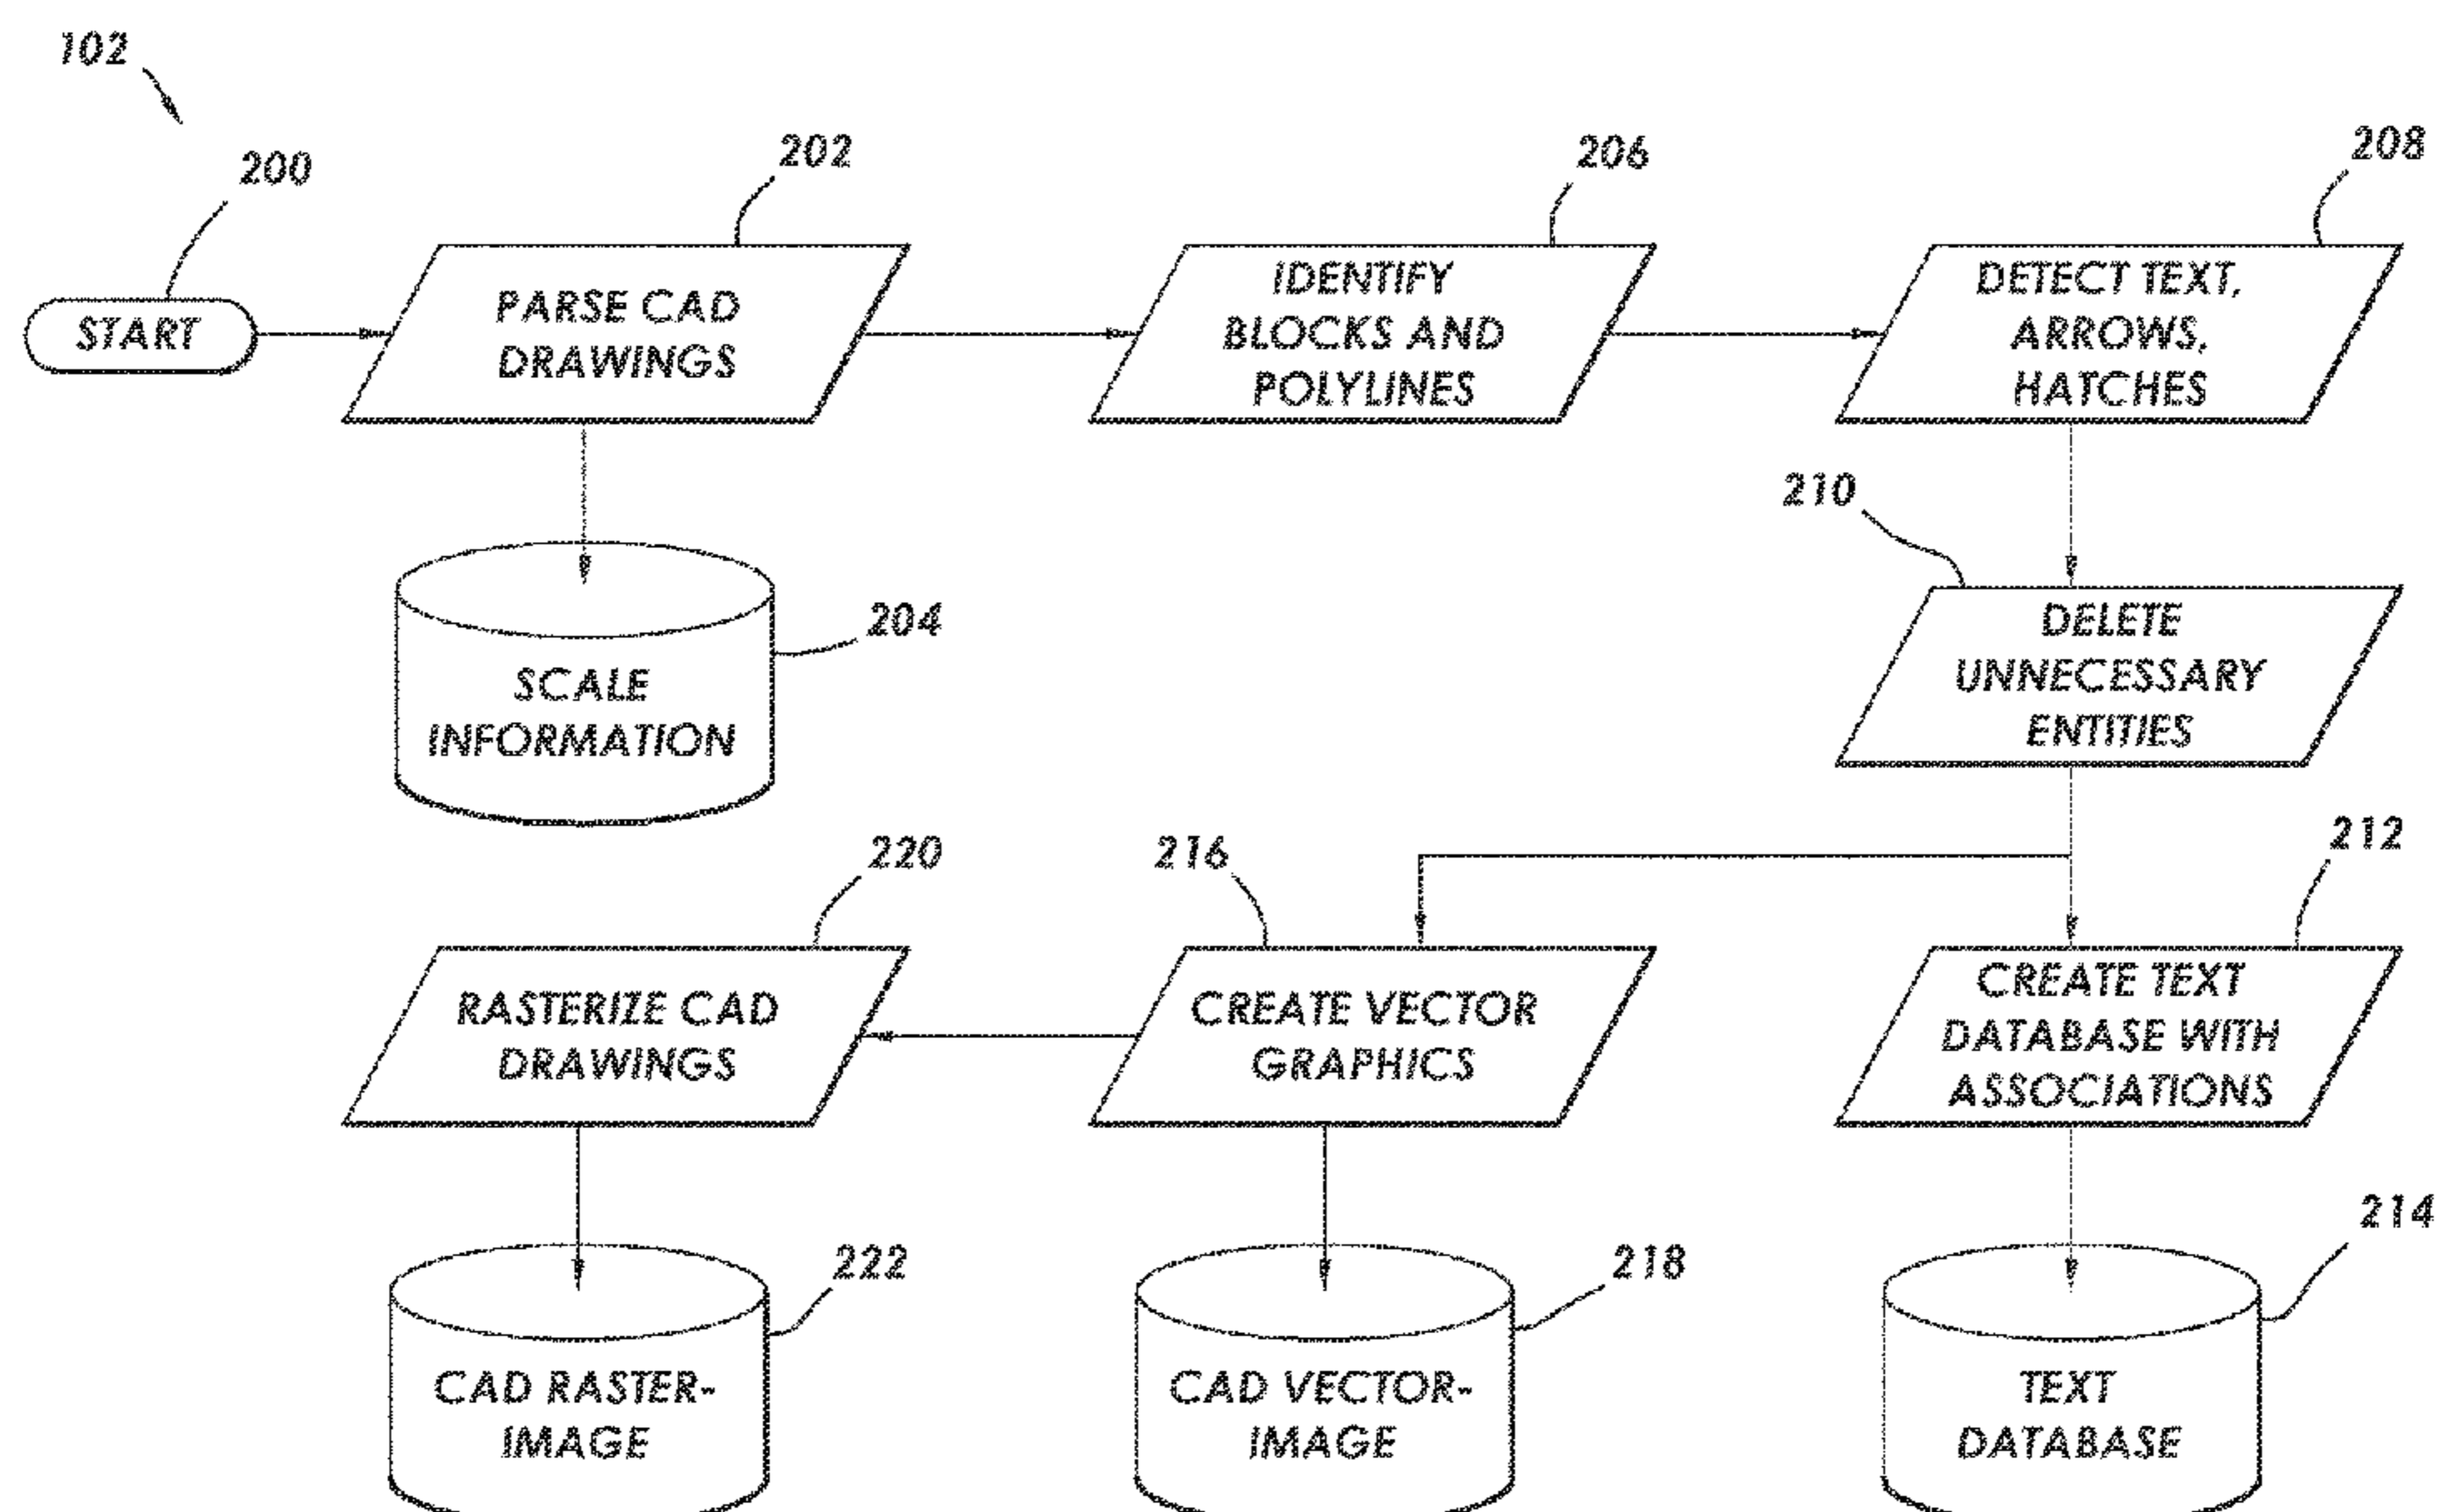 102
200
202
206
208
START
PARSE CAD
DRAWINGS
IDENTIFY
BLOCKS AND
POLYLINES
DETECT TEXT,
ARROWS,
HATCHES
210
204
SCALE
INFORMATION
DELETE
UNNECESSARY
ENTITIES
220
216
212
RASTERIZE CAD
DRAWINGS
CREATE VECTOR
GRAPHICS
CREATE TEXT
DATABASE WITH
ASSOCIATIONS
222
218
214
CAD RASTER-
IMAGE
CAD VECTOR-
IMAGE
TEXT
DATABASE